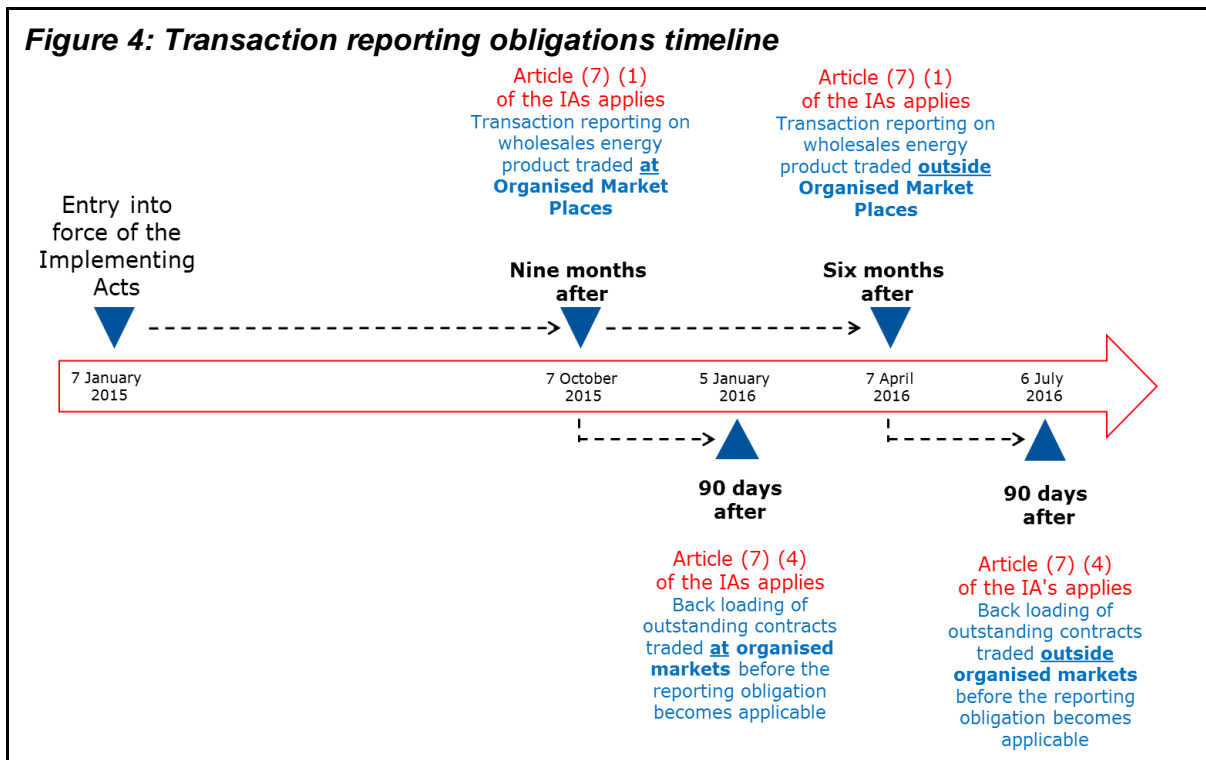 Figure 4: Transaction reporting obligations timeline
Article (7) (1)
of the IAs applies
Transaction reporting on
wholesales energy
product traded at
Organised Market
Places
Article (7) (1)
of the IAs applies
Transaction reporting on
wholesales energy
product traded outside
Organised Market
Places
Entry into
force of the
Implementing
Acts
Nine months
after
Six months
after
7 January
2015
7 October
2015
5 January
2016
7 April
2016
6 July
2016
90 days
after
90 days
after
Article (7) (4)
of the IAs applies
Back loading of
outstanding contracts
traded at organised
markets before the
reporting obligation
becomes applicable
Article (7) (4)
of the IA's applies
Back loading of
outstanding contracts
traded outside
organised markets
before the reporting
obligation becomes
applicable